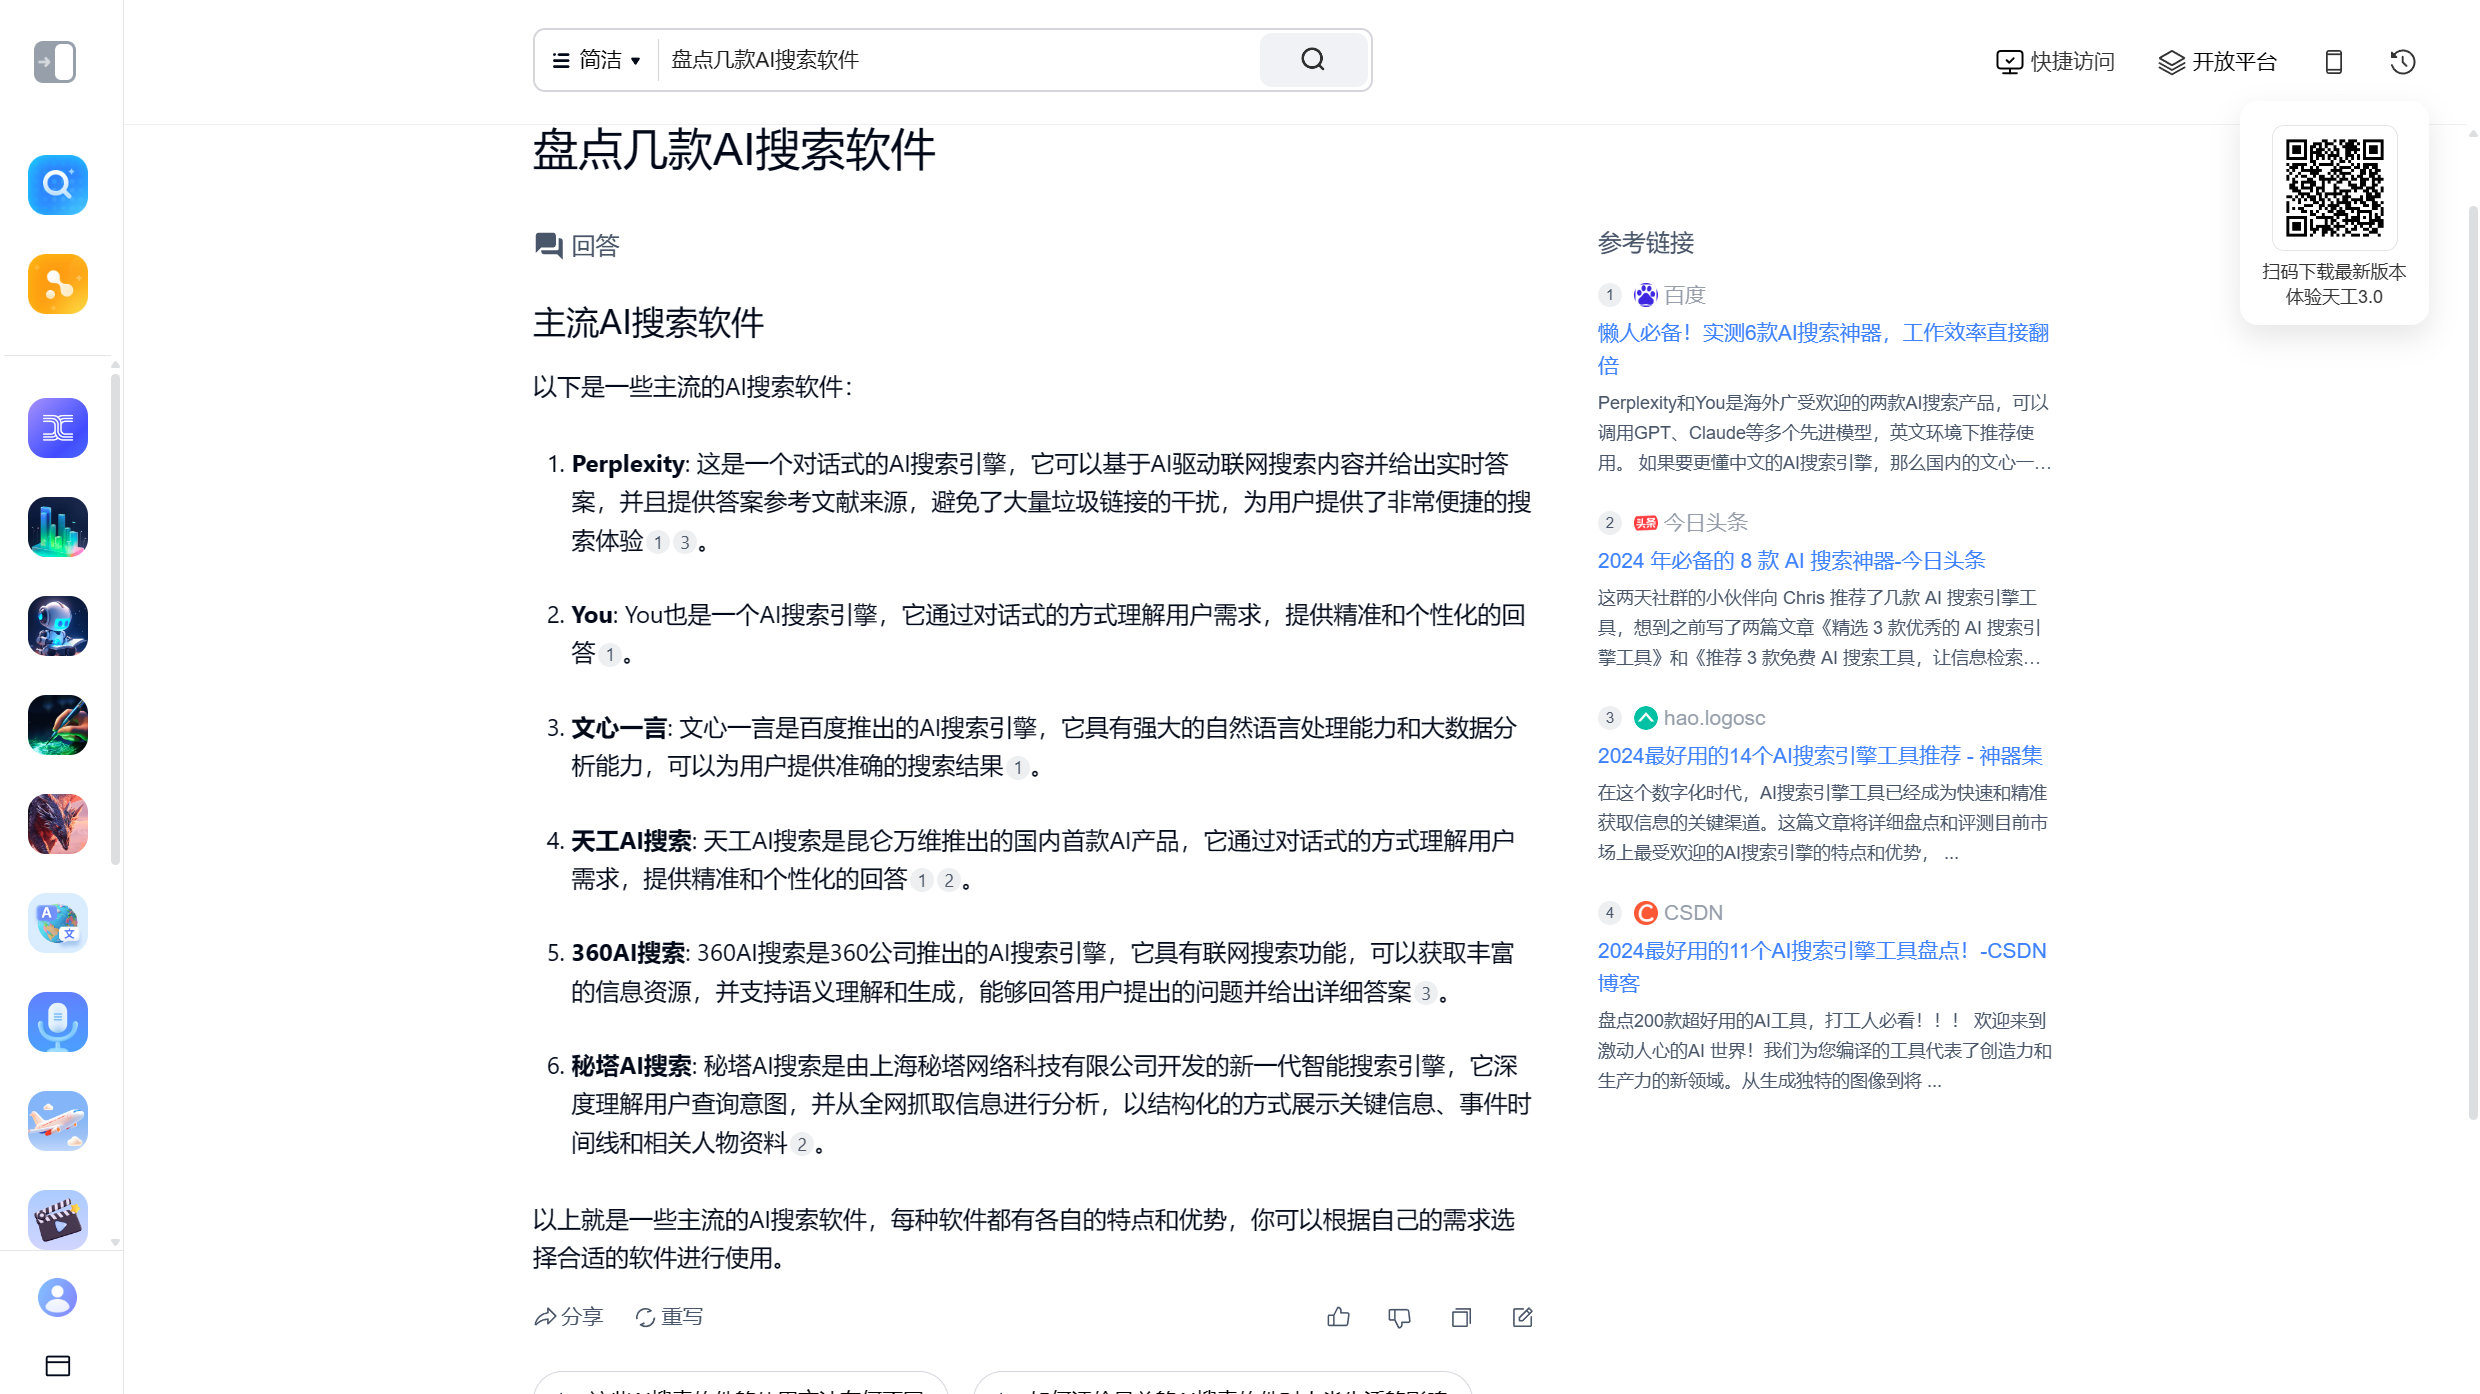 简洁
盘点几款AI搜索软件
快捷访问
开放平台
扫码下载最新版本
体验天工3.0
盘点几款AI搜索软件
回答
主流AI搜索软件
以下是一些主流的AI搜索软件：
1. Perplexity: 这是一个对话式的AI搜索引擎，它可以基于AI驱动联网搜索内容并给出实时答
案，并且提供答案参考文献来源，避免了大量垃圾链接的干扰，为用户提供了非常便捷的搜
索体验 1 3 。
2. You: You也是一个AI搜索引擎，它通过对话式的方式理解用户需求，提供精准和个性化的回
答 1 。
3. 文心一言: 文心一言是百度推出的AI搜索引擎，它具有强大的自然语言处理能力和大数据分
析能力，可以为用户提供准确的搜索结果 1 。
4. 天工AI搜索: 天工AI搜索是昆仑万维推出的国内首款AI产品，它通过对话式的方式理解用户
需求，提供精准和个性化的回答 1 2 。
5. 360AI搜索: 360AI搜索是360公司推出的AI搜索引擎，它具有联网搜索功能，可以获取丰富
的信息资源，并支持语义理解和生成，能够回答用户提出的问题并给出详细答案 3 。
6. 秘塔AI搜索: 秘塔AI搜索是由上海秘塔网络科技有限公司开发的新一代智能搜索引擎，它深
度理解用户查询意图，并从全网抓取信息进行分析，以结构化的方式展示关键信息、事件时
间线和相关人物资料 2 。
以上就是一些主流的AI搜索软件，每种软件都有各自的特点和优势，你可以根据自己的需求选
择合适的软件进行使用。
分享
重写
参考链接
1 百度
懒人必备！实测6款AI搜索神器，工作效率直接翻
倍
Perplexity和You是海外广受欢迎的两款AI搜索产品，可以
调用GPT、Claude等多个先进模型，英文环境下推荐使
用。 如果要更懂中文的AI搜索引擎，那么国内的文心一…
2 头条 今日头条
2024 年必备的 8 款 AI 搜索神器-今日头条
这两天社群的小伙伴向 Chris 推荐了几款 AI 搜索引擎工
具，想到之前写了两篇文章《精选 3 款优秀的 AI 搜索引
擎工具》和《推荐 3 款免费 AI 搜索工具，让信息检索…
3 hao.logosc
2024最好用的14个AI搜索引擎工具推荐 - 神器集
在这个数字化时代，AI搜索引擎工具已经成为快速和精准
获取信息的关键渠道。这篇文章将详细盘点和评测目前市
场上最受欢迎的AI搜索引擎的特点和优势， ...
4 CSDN
2024最好用的11个AI搜索引擎工具盘点！-CSDN
博客
盘点200款超好用的AI工具，打工人必看！！！ 欢迎来到
激动人心的AI 世界！我们为您编译的工具代表了创造力和
生产力的新领域。从生成独特的图像到将 ...